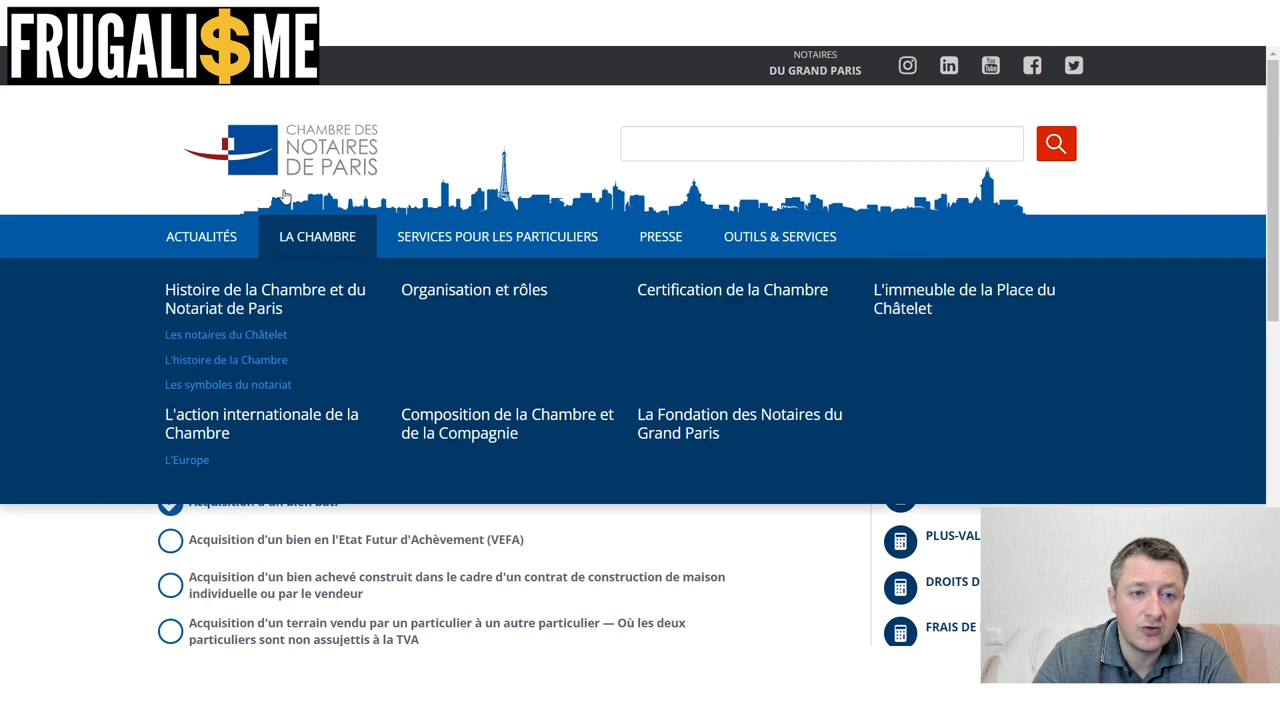 FRUGALI$ME
NOTAIRES
DU GRAND PARIS
CHAMBRE DES
NOTAIRES
DE PARIS
ACTUALITÉS
LA CHAMBRE
SERVICES POUR LES PARTICULIERS
PRESSE
OUTILS & SERVICES
Histoire de la Chambre et du
Notariat de Paris
Les notaires du Châtelet
L'histoire de la Chambre
Les symboles du notariat
Organisation et rôles
Certification de la Chambre
L'immeuble de la Place du
Châtelet
L'action internationale de la
Chambre
L'Europe
Composition de la Chambre et
de la Compagnie
La Fondation des Notaires du
Grand Paris
Acquisition d'un bien bâti
Acquisition d'un bien en l'Etat Futur d'Achèvement (VEFA)
Acquisition d'un bien achevé construit dans le cadre d'un contrat de construction de maison
individuelle ou par le vendeur
Acquisition d'un terrain vendu par un particulier à un autre particulier — Où les deux
particuliers sont non assujettis à la TVA
PLUS-VAL
DROITS D
FRAIS DE